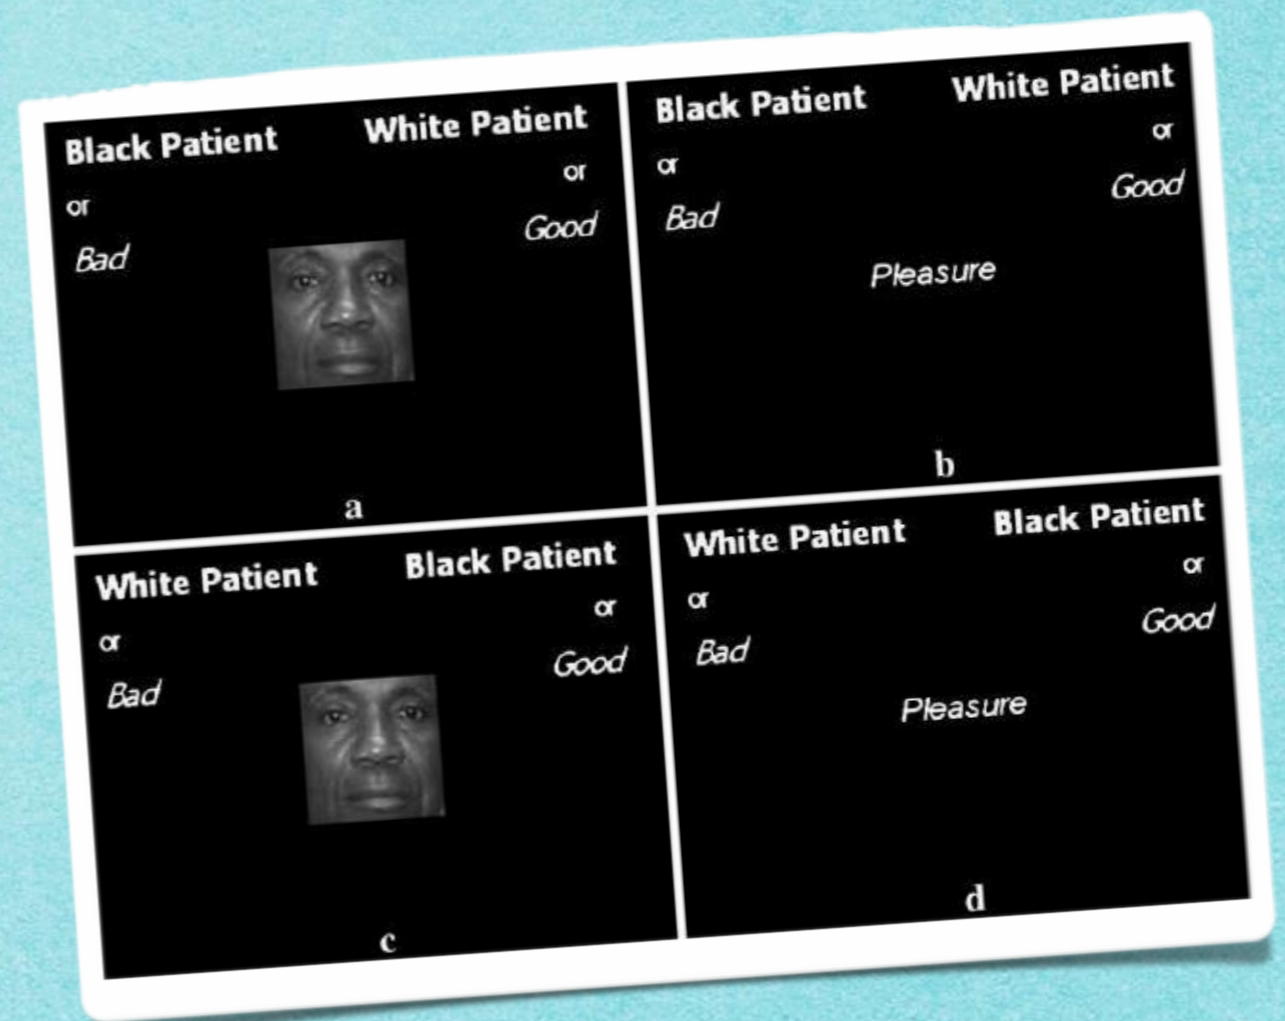 Black Patient White Patient
or or
Bad Good
a
Black Patient White Patient
or or
Bad Good
Pleasure
b
White Patient Black Patient
or or
Bad Good
c
White Patient Black Patient
or or
Bad Good
Pleasure
d